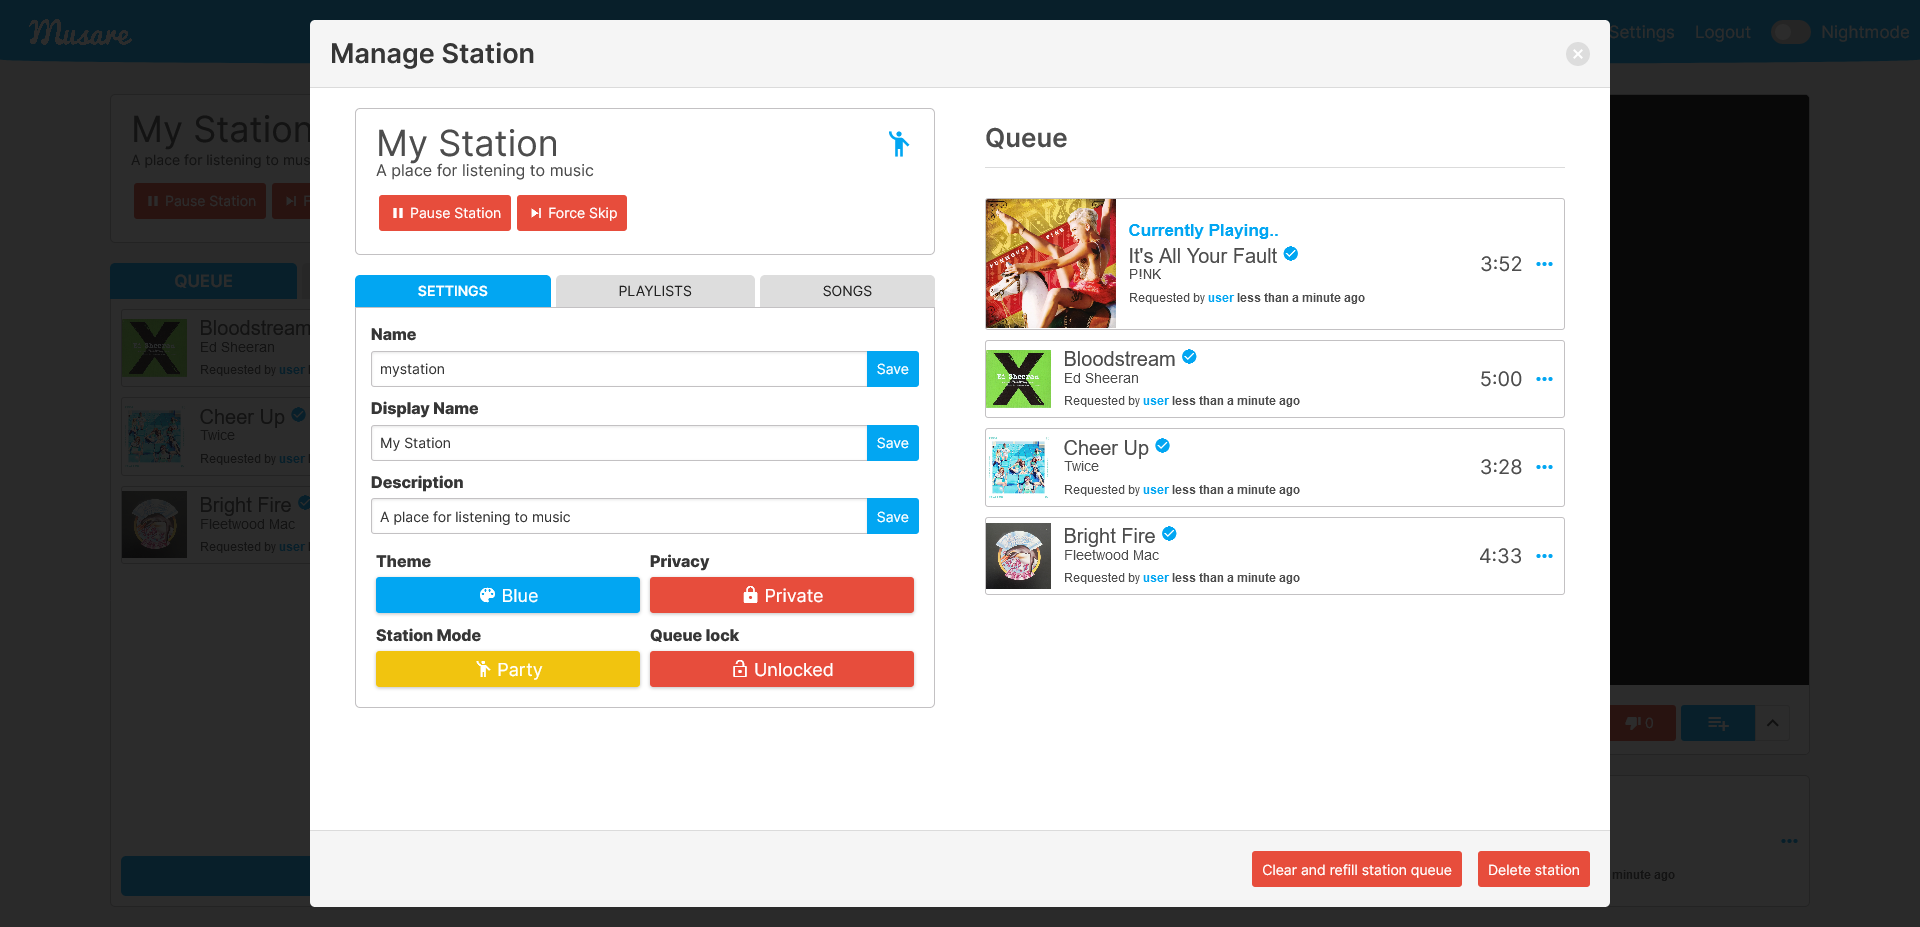 Musare
Settings
Logout
Nightmode
Manage Station
My Station
A place for listening to mus
Pause Station
F
QUEUE
Bloodstream
Ed Sheeran
Requested by user
Cheer Up
Twice
Requested by user
Bright Fire
Fleetwood Mac
Requested by user
My Station
A place for listening to music
Pause Station
Force Skip
SETTINGS
PLAYLISTS
SONGS
Name
mystation
Save
Display Name
My Station
Save
Description
A place for listening to music
Save
Theme
Privacy
Blue
Private
Station Mode
Queue lock
Party
Unlocked
Queue
Currently Playing..
It's All Your Fault
P!NK
Requested by user less than a minute ago
3:52
Bloodstream
Ed Sheeran
Requested by user less than a minute ago
5:00
Cheer Up
Twice
Requested by user less than a minute ago
3:28
Bright Fire
Fleetwood Mac
Requested by user less than a minute ago
4:33
0
minute ago
Clear and refill station queue
Delete station